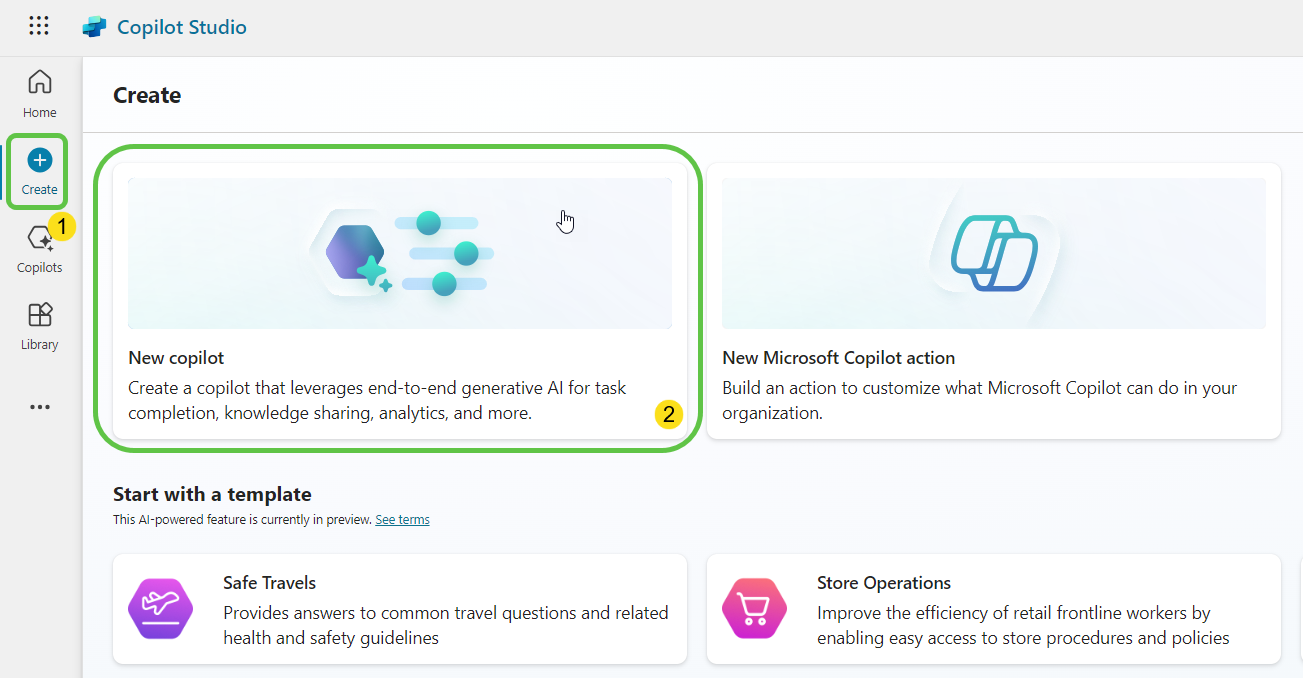 Copilot Studio
Home
Create
1
Copilots
Library
Create
New copilot
Create a copilot that leverages end-to-end generative AI for task
completion, knowledge sharing, analytics, and more.
2
New Microsoft Copilot action
Build an action to customize what Microsoft Copilot can do in your
organization.
Start with a template
This AI-powered feature is currently in preview. See terms
Safe Travels
Provides answers to common travel questions and related
health and safety guidelines
Store Operations
Improve the efficiency of retail frontline workers by
enabling easy access to store procedures and policies